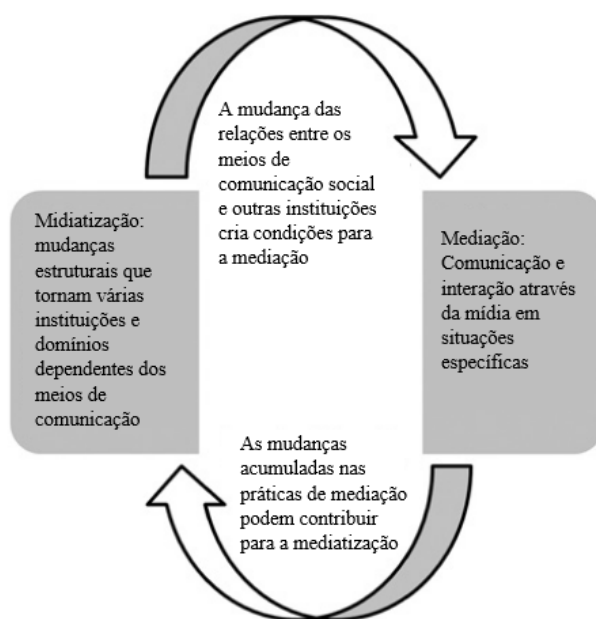 A mudança das
relações entre os
meios de
comunicação social
e outras instituições
cria condições para
a mediação
Midiatização:
mudanças
estruturais que
tornam várias
instituições e
domínios
dependentes dos
meios de
comunicação
Mediação:
Comunicação e
interação através
da mídia em
situações
específicas
As mudanças
acumuladas nas
práticas de mediação
podem contribuir
para a mediatização